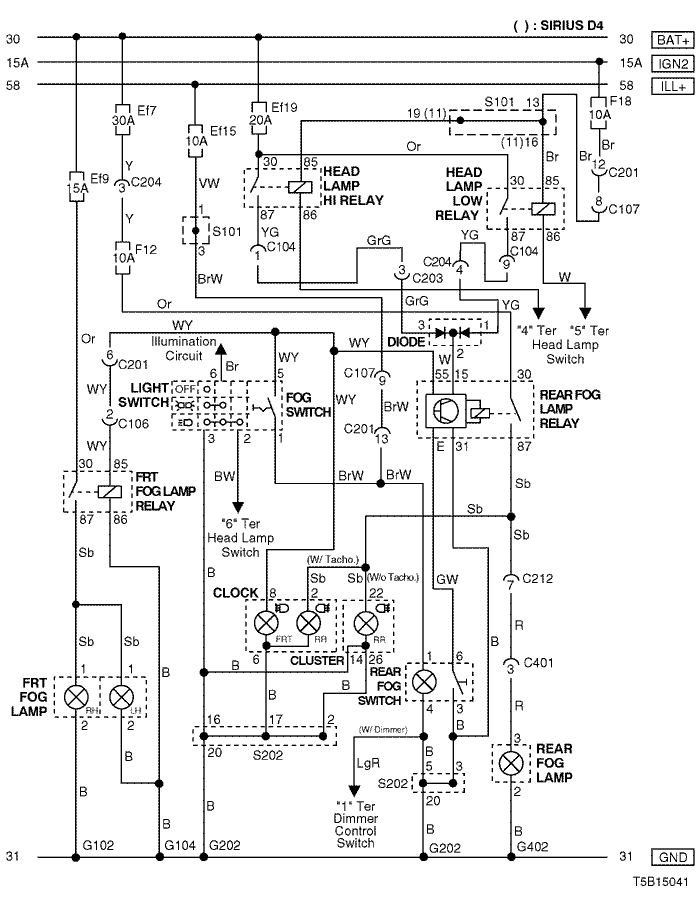 ( ) : SIRIUS D4
30 30 BAT+
15A 15A IGN2
58 58 ILL+
Ef7
30A
Ef19
20A
Ef15
10A
F18
10A
S101 13
19 (11)
(11)16
Or
Br
Br
Br
12 C201
8
C107
Ef9
15A
Y
3 C204
Y
F12
10A
VW
1
S101
3
BrW
30 85
HEAD
LAMP
HI RELAY
87 86
YG
C104
1
HEAD
LAMP
LOW
RELAY
30 85
87 86
C104
9
YG
C204
4
GrG
3
C203
GrG
W
YG
"4" Ter "5" Ter
Head Lamp
Switch
Or
Or
3 1
DIODE
2
W
WY
Illumination
Circuit
6
C201
WY
2
C106
WY
6 Br
LIGHT
SWITCH
OFF
3 2
WY
5
FOG
SWITCH
1
WY
WY
C107
9
BrW
C201
13
55 15 30
REAR FOG
LAMP
RELAY
E 31 87
BW
"6" Ter
Head Lamp
Switch
BrW BrW
30 85
FRT
FOG LAMP
RELAY
87 86
Sb
Sb
Sb
Sb
B
(W/ Tacho.)
Sb
Sb
(W/o Tacho.)
CLOCK
8 2 22
FRT RR RR
6 CLUSTER 14 26
GW
B
7 C212
R
C401
3
R
Sb Sb
B
FRT
FOG
LAMP
1 1
RH LH
2 2
B
B
B
B
B
B
REAR
FOG
SWITCH
1 6
4 3
16 17 2
20 S202
(W/ Dimmer)
LgR
"1" Ter
Dimmer
Control
Switch
B B
5 3
S202
20
3
REAR
FOG
LAMP
2
B
B
B
B
B
31 G102 G104 G202 G202 G402 31 GND
T5B15041